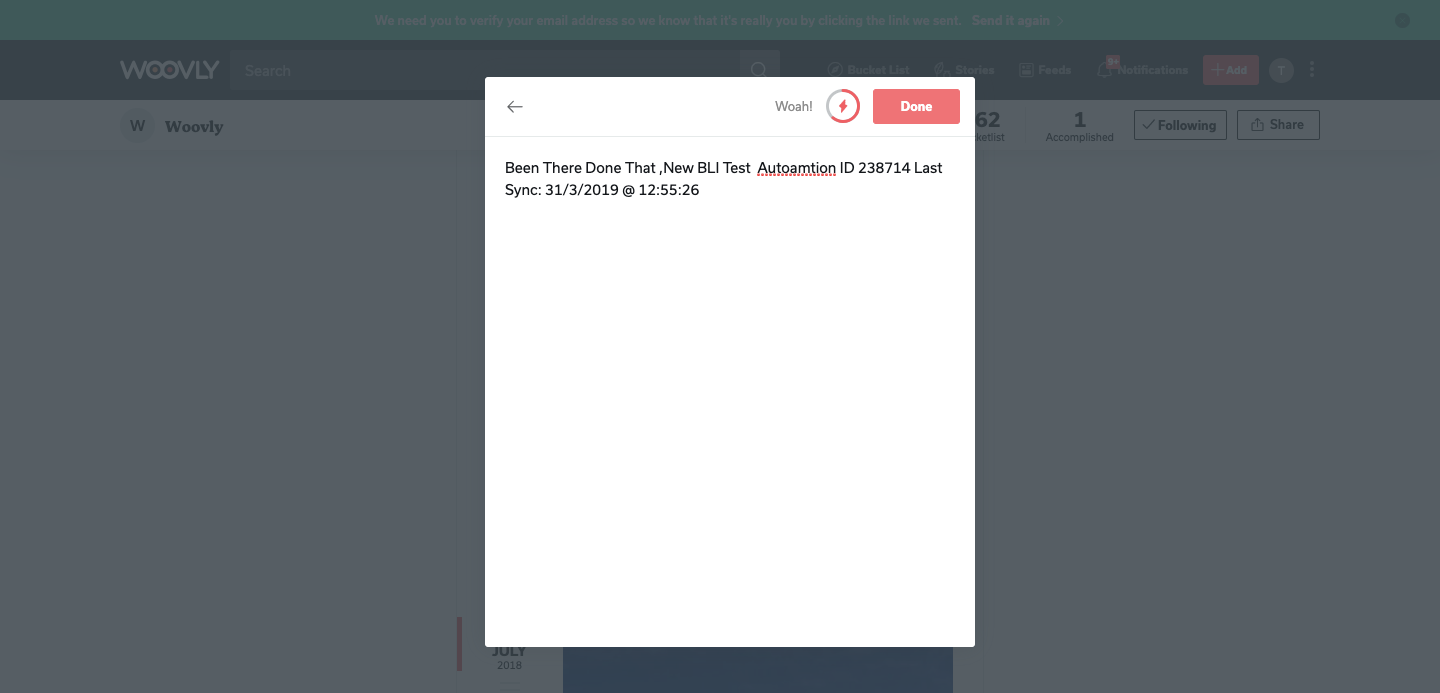 We need you to verify your email address so we know that it's really you by clicking the link we sent. Send it again
WOOVLY
Search
Bucket List
Stories
Feeds
9+
Notifications
+ Add
T
W
Woovly
62
1
Accomplished
Following
Share
Woah!
Done
Been There Done That ,New BLI Test Autoamtion ID 238714 Last
Sync: 31/3/2019 @ 12:55:26
JULY
2018